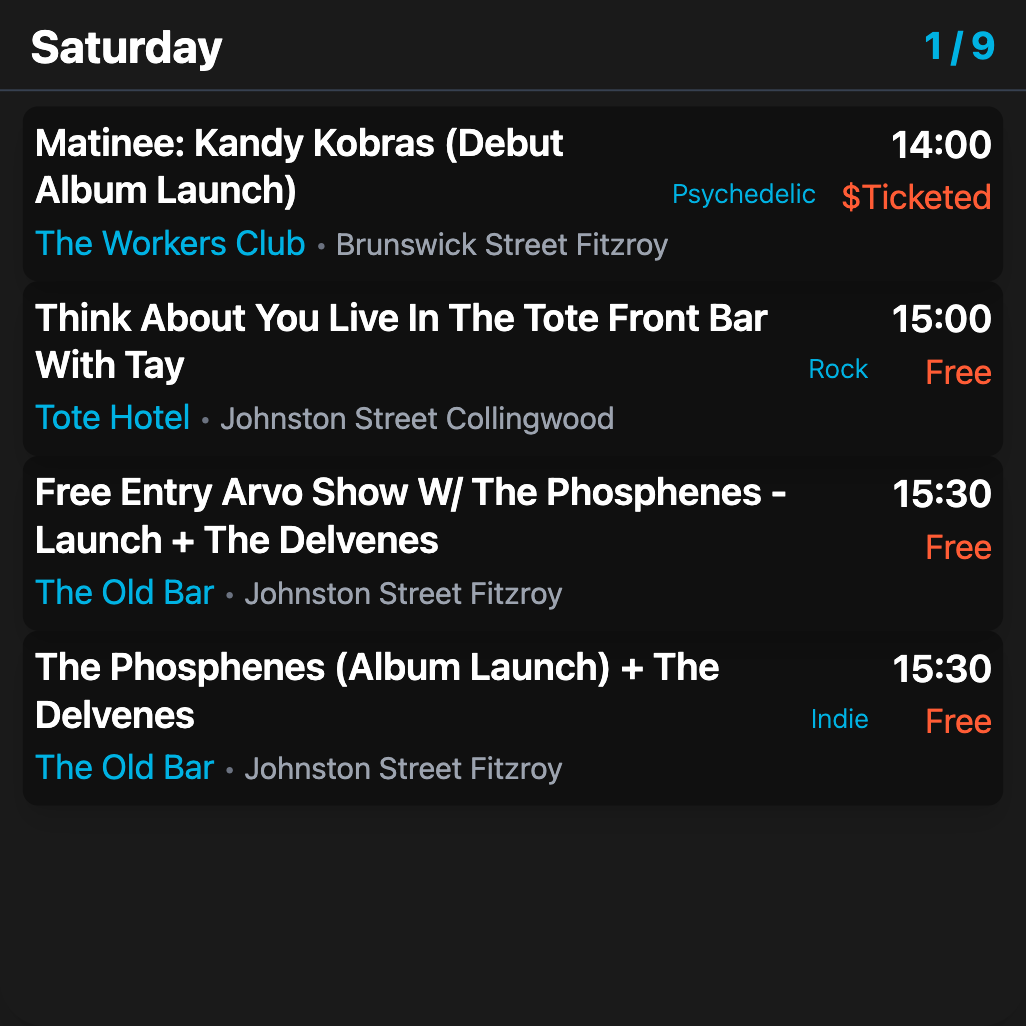 Saturday
1 / 9
Matinee: Kandy Kobras (Debut
Album Launch)
14:00
Psychedelic
$Ticketed
The Workers Club • Brunswick Street Fitzroy
Think About You Live In The Tote Front Bar
With Tay
15:00
Rock
Free
Tote Hotel • Johnston Street Collingwood
Free Entry Arvo Show W/ The Phosphenes -
Launch + The Delvenes
15:30
Free
The Old Bar • Johnston Street Fitzroy
The Phosphenes (Album Launch) + The
Delvenes
15:30
Indie
Free
The Old Bar • Johnston Street Fitzroy